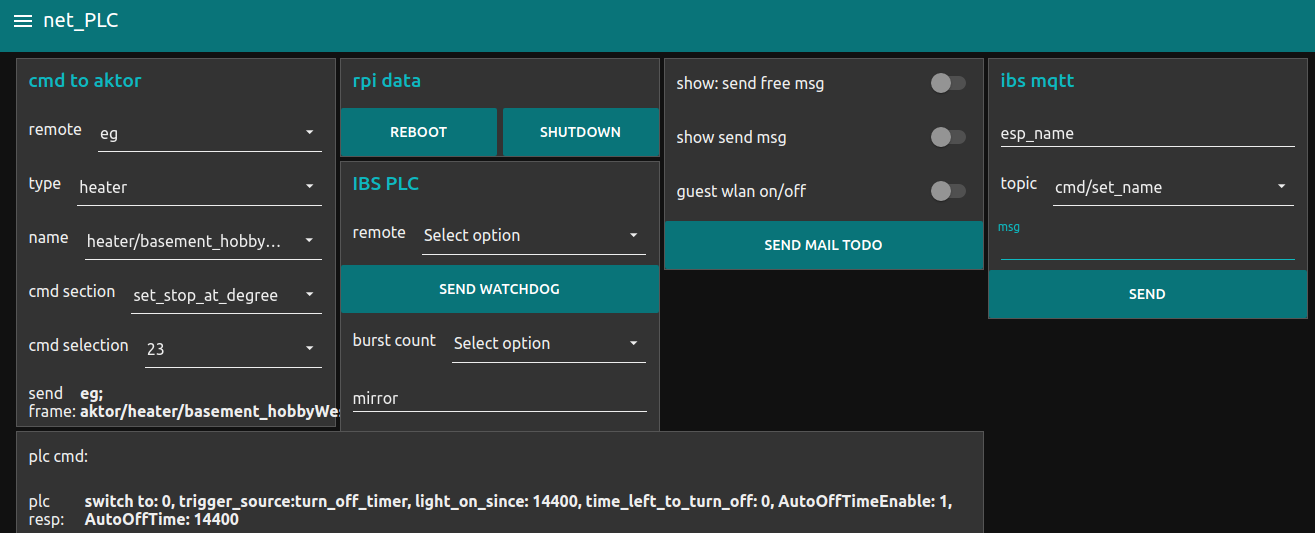 net_PLC
cmd to aktor
remote eg
type heater
name heater/basement_hobby...
cmd section set_stop_at_degree
cmd selection 23
send eg;
frame: aktor/heater/basement_hobbyWe
rpi data
REBOOT SHUTDOWN
IBS PLC
remote Select option
SEND WATCHDOG
burst count Select option
mirror
show: send free msg
show send msg
guest wlan on/off
SEND MAIL TODO
ibs mqtt
esp_name
topic cmd/set_name
msg
SEND
plc cmd:
plc switch to: 0, trigger_source:turn_off_timer, light_on_since: 14400, time_left_to_turn_off: 0, AutoOffTimeEnable: 1,
resp: AutoOffTime: 14400